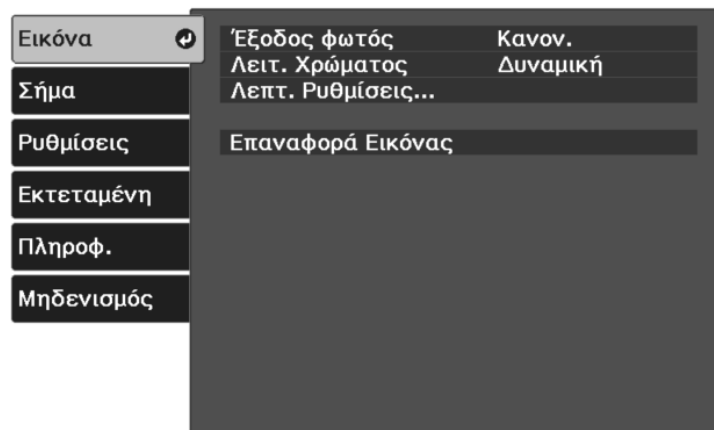 Εικόνα
Σήμα
Ρυθμίσεις
Εκτεταμένη
Πληροφ.
Μηδενισμός
Έξοδος φωτός Κανον.
Λειτ. Χρώματος Δυναμική
Λεπτ. Ρυθμίσεις...
Επαναφορά Εικόνας